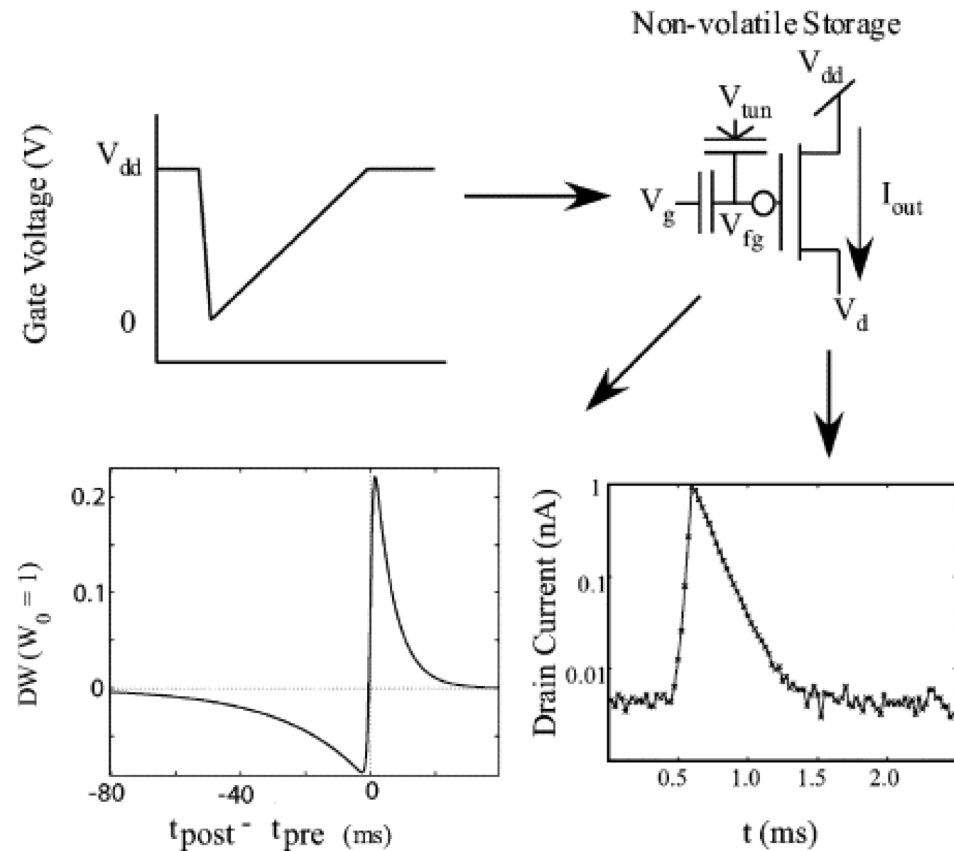 Non-volatile Storage
Gate Voltage (V)
V_dd
0
V_dd
V_tun
V_g
V_fg
I_out
V_d
DW (W_0 = 1)
0.2
0.1
0
-80
-40
0
t_post - t_pre (ms)
Drain Current (nA)
1
0.1
0.01
0.5
1.0
1.5
2.0
t (ms)